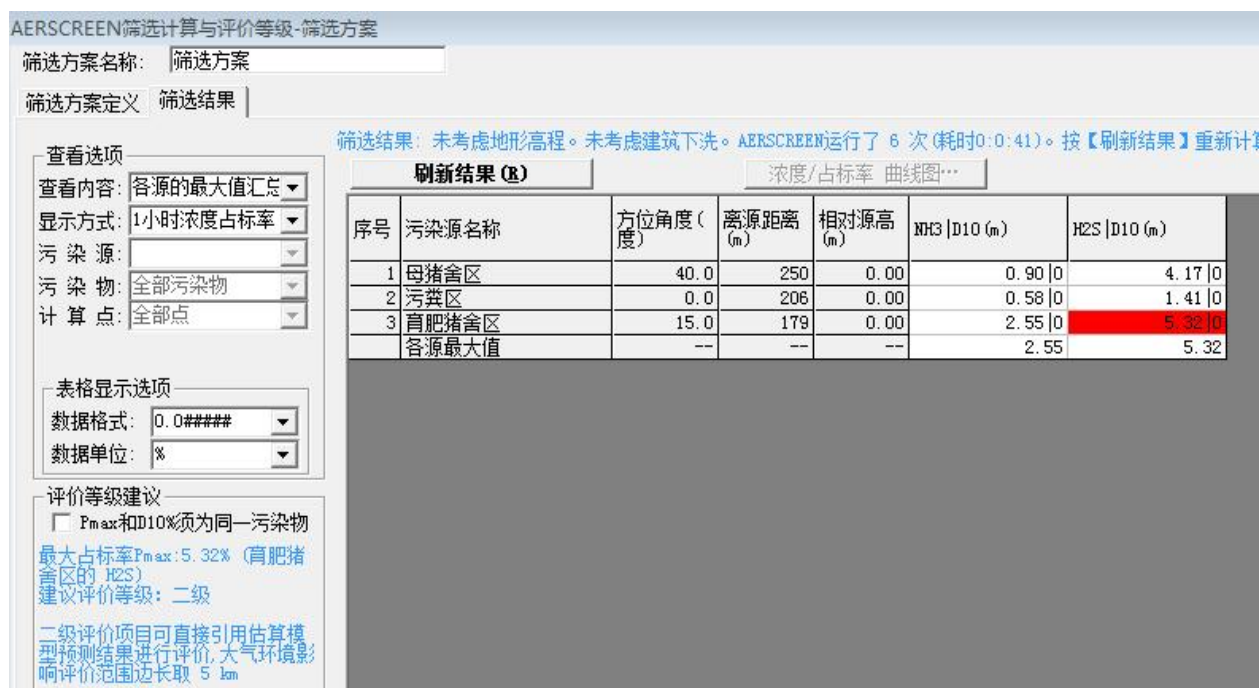 AERSCREEN筛选计算与评价等级-筛选方案
筛选方案名称: 筛选方案
筛选方案定义 筛选结果
筛选结果: 未考虑地形高程。未考虑建筑下洗。AERSCREEN运行了 6 次(耗时0:0:41)。按【刷新结果】重新计算
刷新结果(R) 浓度/占标率 曲线图…
查看选项
查看内容: 各源的最大值汇总
显示方式: 1小时浓度占标率
污 染 源:
污 染 物: 全部污染物
计 算 点: 全部点
序号 污染源名称 方位角度(度) 离源距离(m) 相对源高(m) NH3|D10(m) H2S|D10(m)
1 母猪舍区 40.0 250 0.00 0.90|0 4.17|0
2 污粪区 0.0 206 0.00 0.58|0 1.41|0
3 育肥猪舍区 15.0 179 0.00 2.55|0 5.32|0
各源最大值 -- -- -- 2.55 5.32
表格显示选项
数据格式: 0.0#####
数据单位: %
评价等级建议
Pmax和D10%须为同一污染物
最大占标率Pmax:5.32% (育肥猪
舍区的 H2S)
建议评价等级: 二级
二级评价项目可直接引用估算模
型预测结果进行评价,大气环境影
响评价范围边长取 5 km